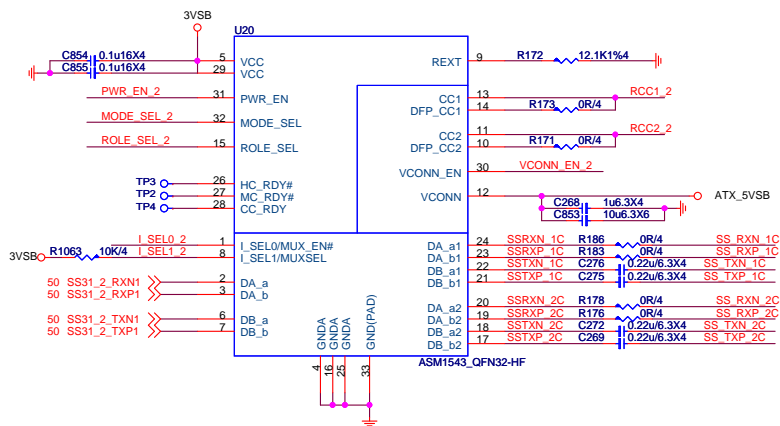 3VSB
U20
C854 0.1u16X4
C855 0.1u16X4
5 VCC
29 VCC
PWR_EN_2 31 PWR_EN
MODE_SEL_2 32 MODE_SEL
ROLE_SEL_2 15 ROLE_SEL
TP3 26 HC_RDY#
TP2 27 MC_RDY#
TP4 28 CC_RDY
I_SEL0_2 1 I_SEL0/MUX_EN#
3VSB R1063 10K/4 I_SEL1_2 8 I_SEL1/MUXSEL
50 SS31_2_RXN1 2 DA_a
50 SS31_2_RXP1 3 DA_b
50 SS31_2_TXN1 6 DB_a
50 SS31_2_TXP1 7 DB_b
REXT 9 R172 12.1K1%4
CC1 13 RCC1_2
DFP_CC1 14 R173 0R/4
CC2 11 RCC2_2
DFP_CC2 10 R171 0R/4
VCONN_EN 30 VCONN_EN_2
VCONN 12 ATX_5VSB
C268 1u6.3X4
C853 10u6.3X6
DA_a1 24 SSRXN_1C R186 0R/4 SS_RXN_1C
DA_b1 23 SSRXP_1C R183 0R/4 SS_RXP_1C
DB_a1 22 SSTXN_1C C276 0.22u/6.3X4 SS_TXN_1C
DB_b1 21 SSTXP_1C C275 0.22u/6.3X4 SS_TXP_1C
DA_a2 20 SSRXN_2C R178 0R/4 SS_RXN_2C
DA_b2 19 SSRXP_2C R176 0R/4 SS_RXP_2C
DB_a2 18 SSTXN_2C C272 0.22u/6.3X4 SS_TXN_2C
DB_b2 17 SSTXP_2C C269 0.22u/6.3X4 SS_TXP_2C
GNDA GNDA GNDA GND(PAD)
4 16 25 33
ASM1543_QFN32-HF